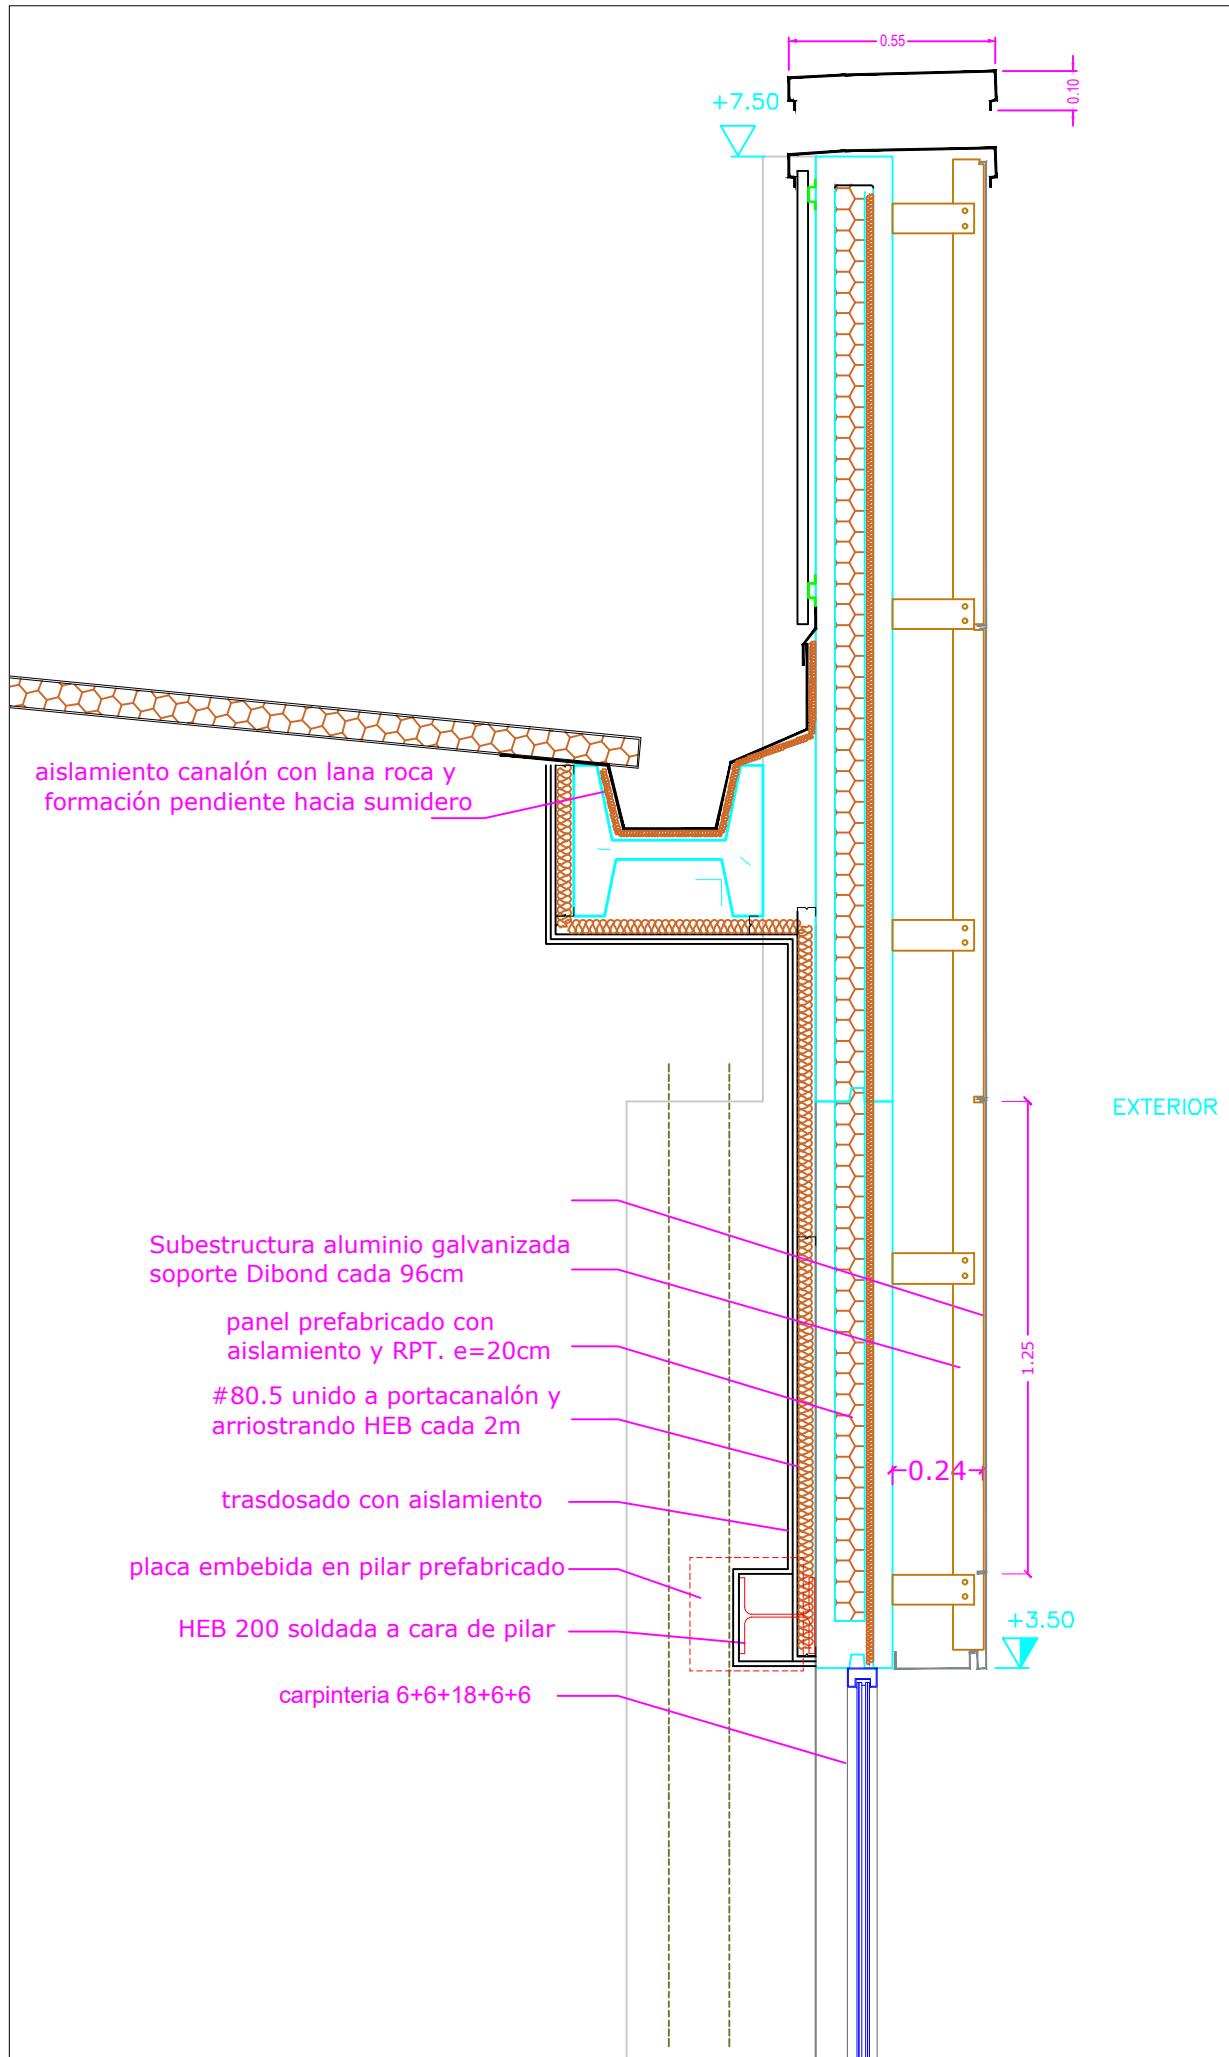 0.55
0.10
+7.50
aislamiento canalón con lana roca y
formación pendiente hacia sumidero
EXTERIOR
Subestructura aluminio galvanizada
soporte Dibond cada 96cm
panel prefabricado con
aislamiento y RPT. e=20cm
1.25
#80.5 unido a portacanalón y
arriostrando HEB cada 2m
0.24
trasdosado con aislamiento
placa embebida en pilar prefabricado
HEB 200 soldada a cara de pilar
+3.50
carpinteria 6+6+18+6+6